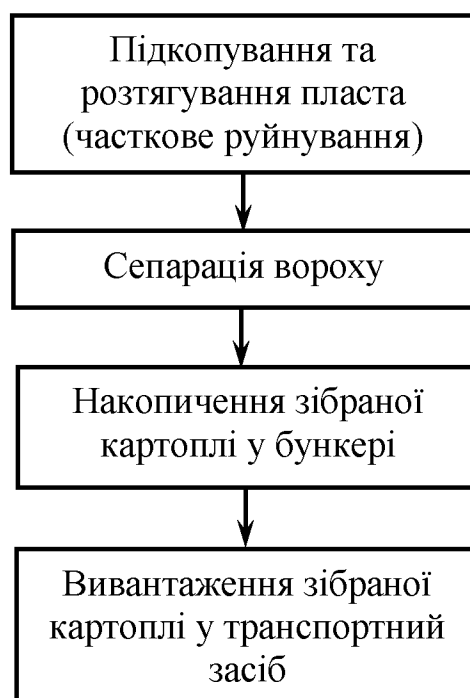 Підкопування та
розтягування пласта
(часткове руйнування)
Сепарація вороху
Накопичення зібраної
картоплі у бункері
Вивантаження зібраної
картоплі у транспортний
засіб